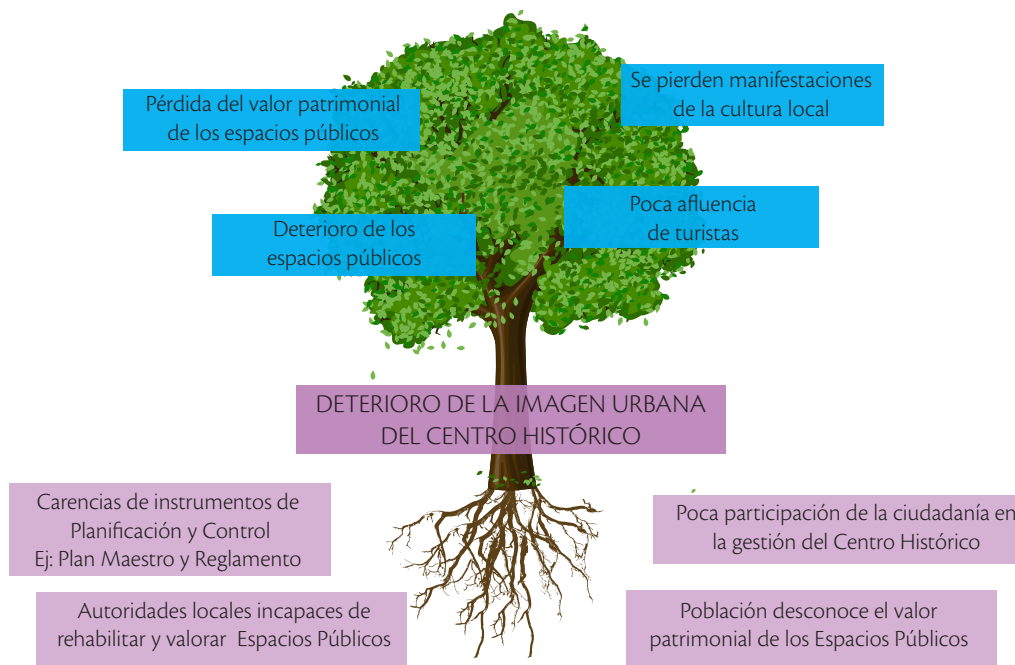 Pérdida del valor patrimonial
de los espacios públicos
Se pierden manifestaciones
de la cultura local
Deterioro de los
espacios públicos
Poca afluencia
de turistas
DETERIORO DE LA IMAGEN URBANA
DEL CENTRO HISTÓRICO
Carencias de instrumentos de
Planificación y Control
Ej: Plan Maestro y Reglamento
Poca participación de la ciudadanía en
la gestión del Centro Histórico
Autoridades locales incapaces de
rehabilitar y valorar Espacios Públicos
Población desconoce el valor
patrimonial de los Espacios Públicos